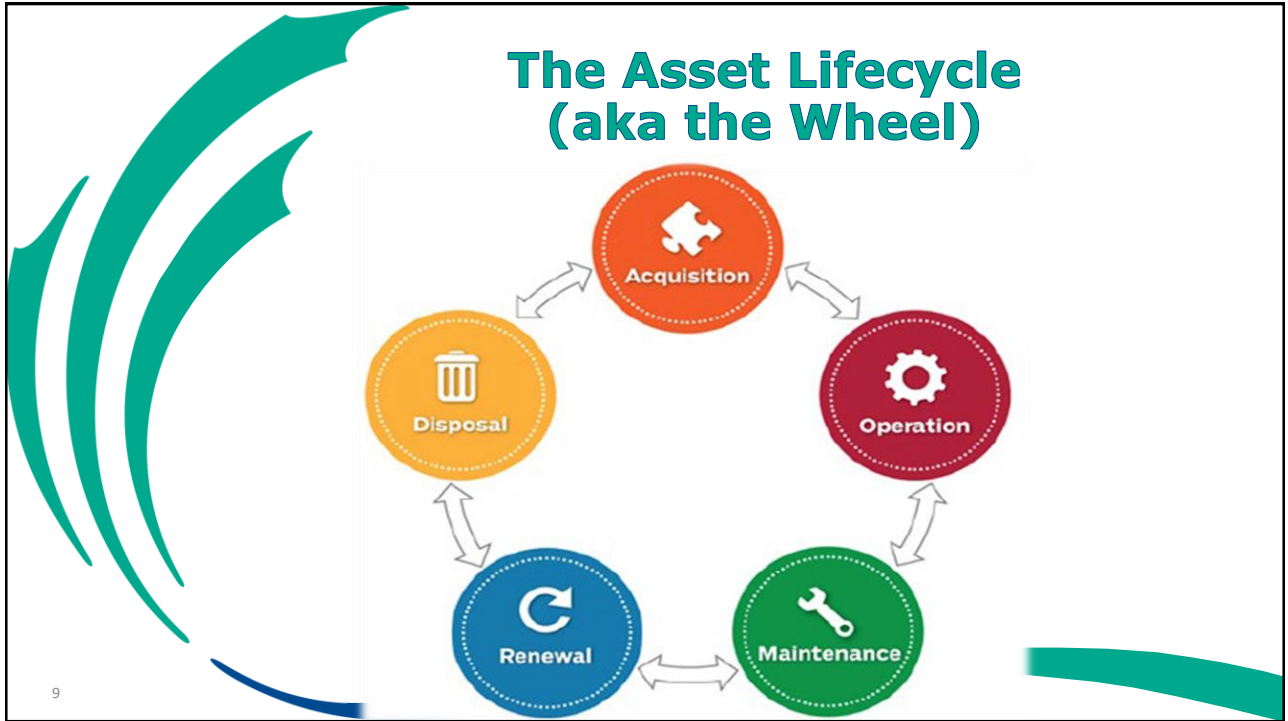 The Asset Lifecycle
(aka the Wheel)
Acquisition
Disposal
Operation
Renewal
Maintenance
9